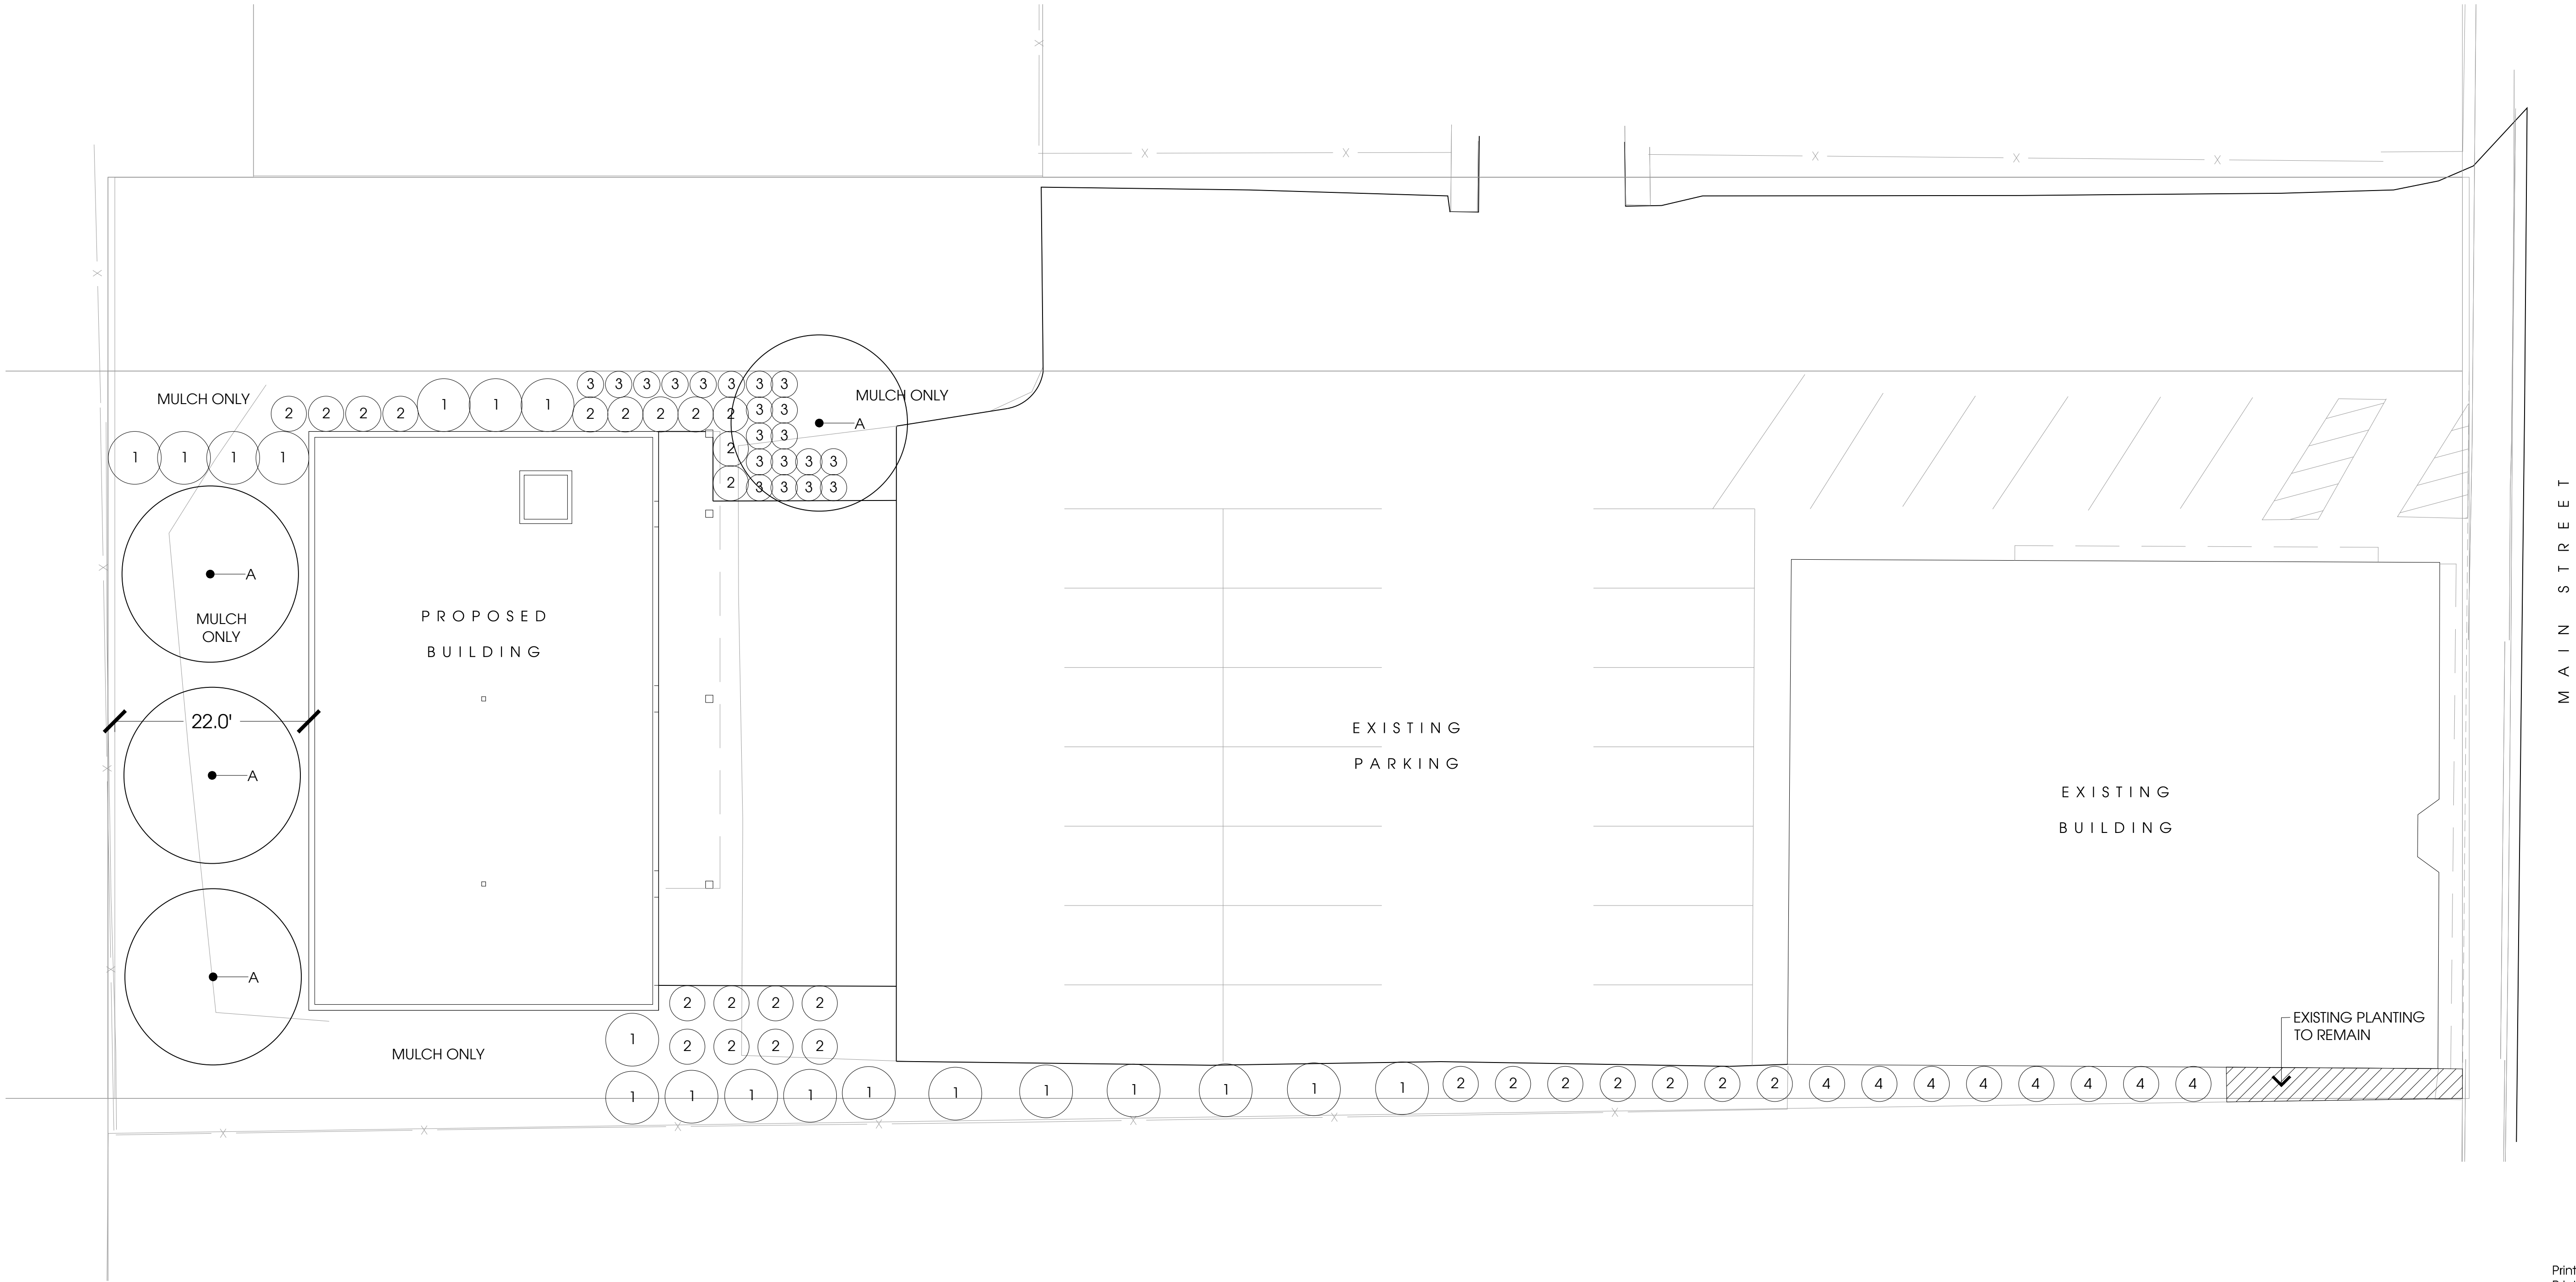 MULCH ONLY
2 2 2 2 1 1 1
3 3 3 3 3 3 3 3
2 2 2 2 2 3 3
MULCH ONLY
A
1 1 1 1
2 3 3
3 3 3 3
2 3 3 3 3
A
MULCH
ONLY
PROPOSED
BUILDING
22.0'
A
A
EXISTING
PARKING
EXISTING
BUILDING
MAIN STREET
EXISTING PLANTING
TO REMAIN
MULCH ONLY
2 2 2 2
1
2 2 2 2
1 1 1 1 1 1 1 1 1 1 1
2 2 2 2 2 2 2 4 4 4 4 4 4 4 4
X X X X X
X X X X
X
X X X X X X X
Print